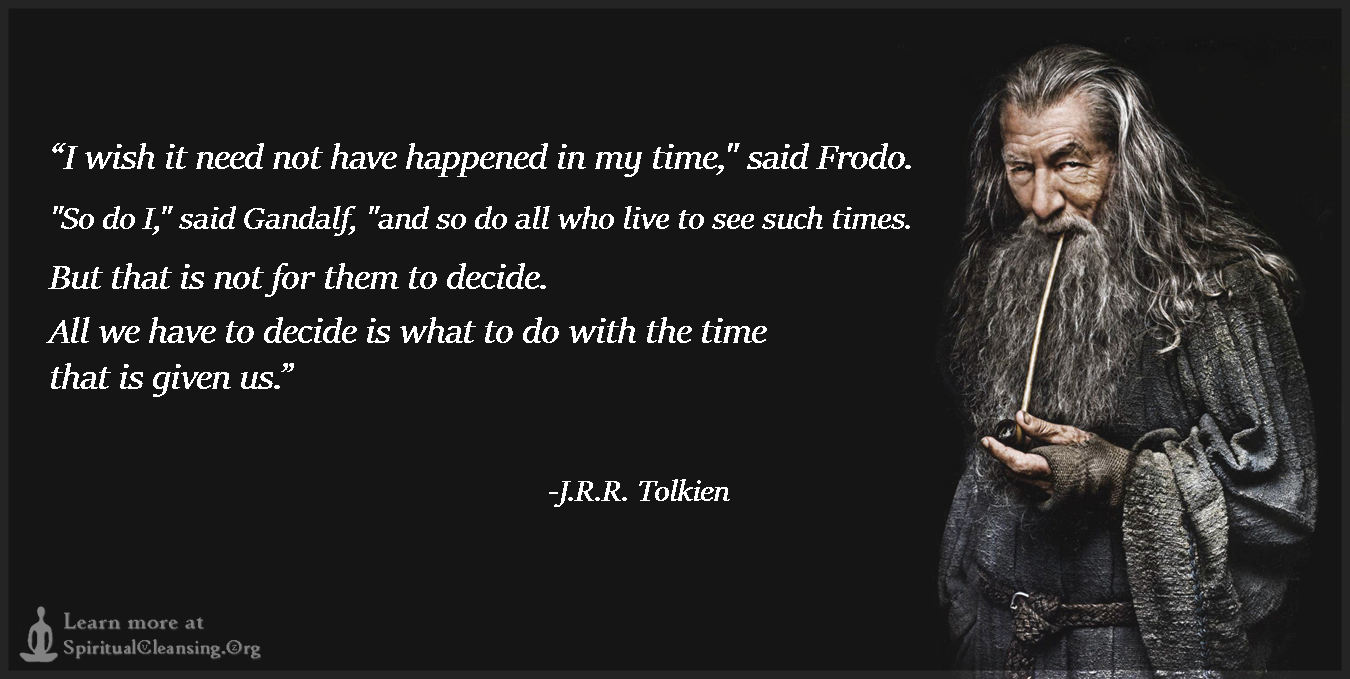 “I wish it need not have happened in my time," said Frodo.
"So do I," said Gandalf, "and so do all who live to see such times.
But that is not for them to decide.
All we have to decide is what to do with the time
that is given us.”
-J.R.R. Tolkien
Learn more at
SpiritualCleansing.Org